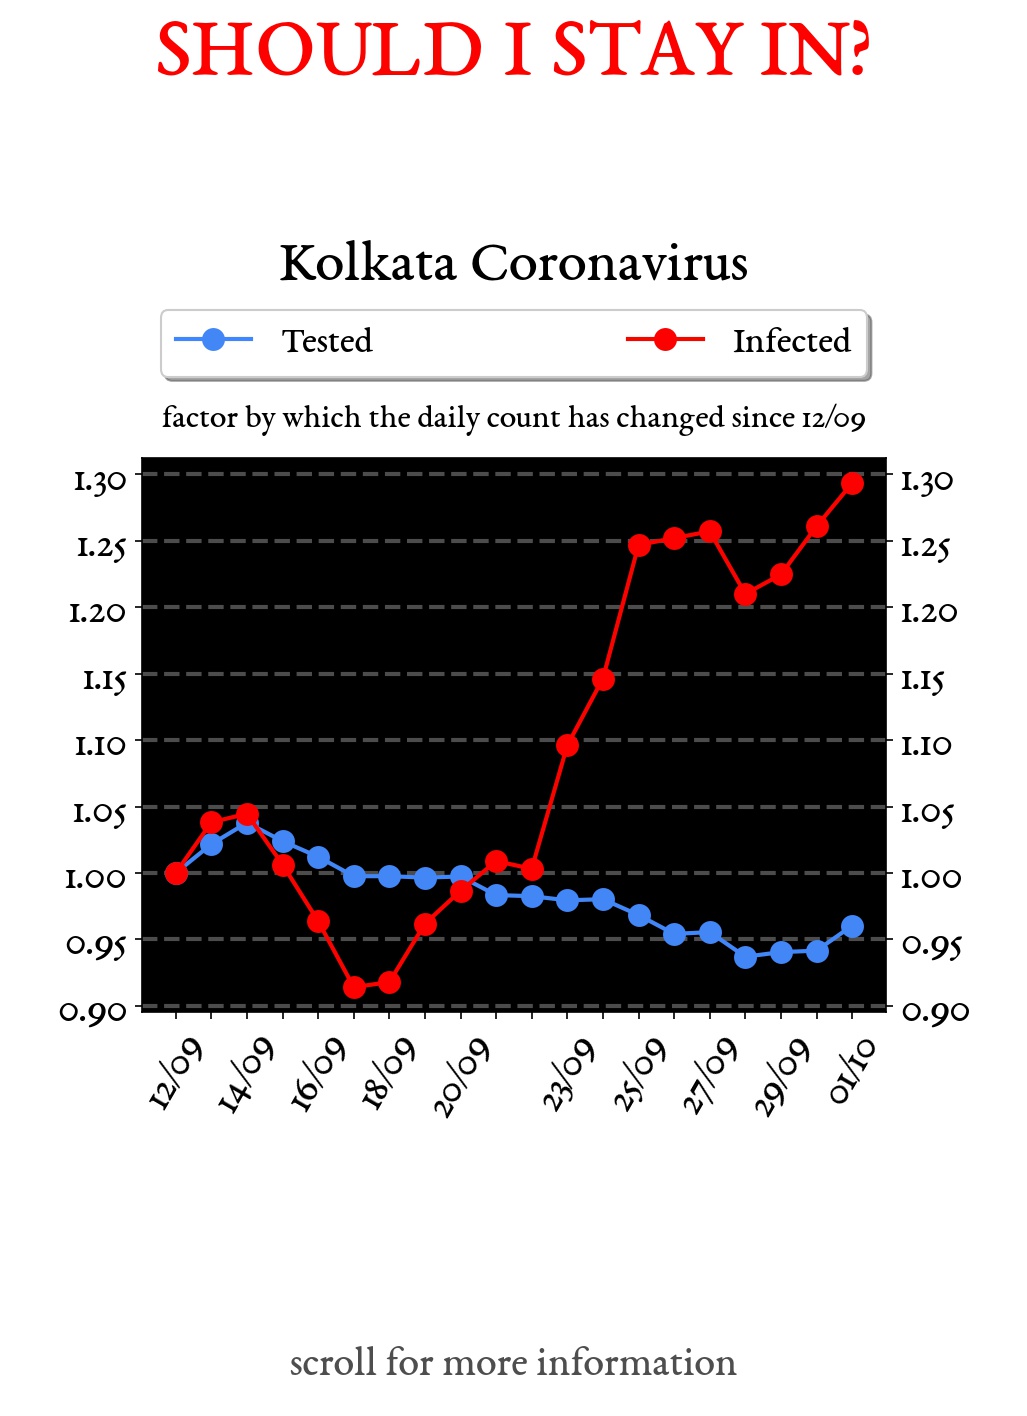 SHOULD I STAY IN?
Kolkata Coronavirus
Tested Infected
factor by which the daily count has changed since 12/09
1.30 1.30
1.25 1.25
1.20 1.20
1.15 1.15
1.10 1.10
1.05 1.05
1.00 1.00
0.95 0.95
0.90 0.90
12/09 14/09 16/09 18/09 20/09 23/09 25/09 27/09 29/09 01/10
scroll for more information